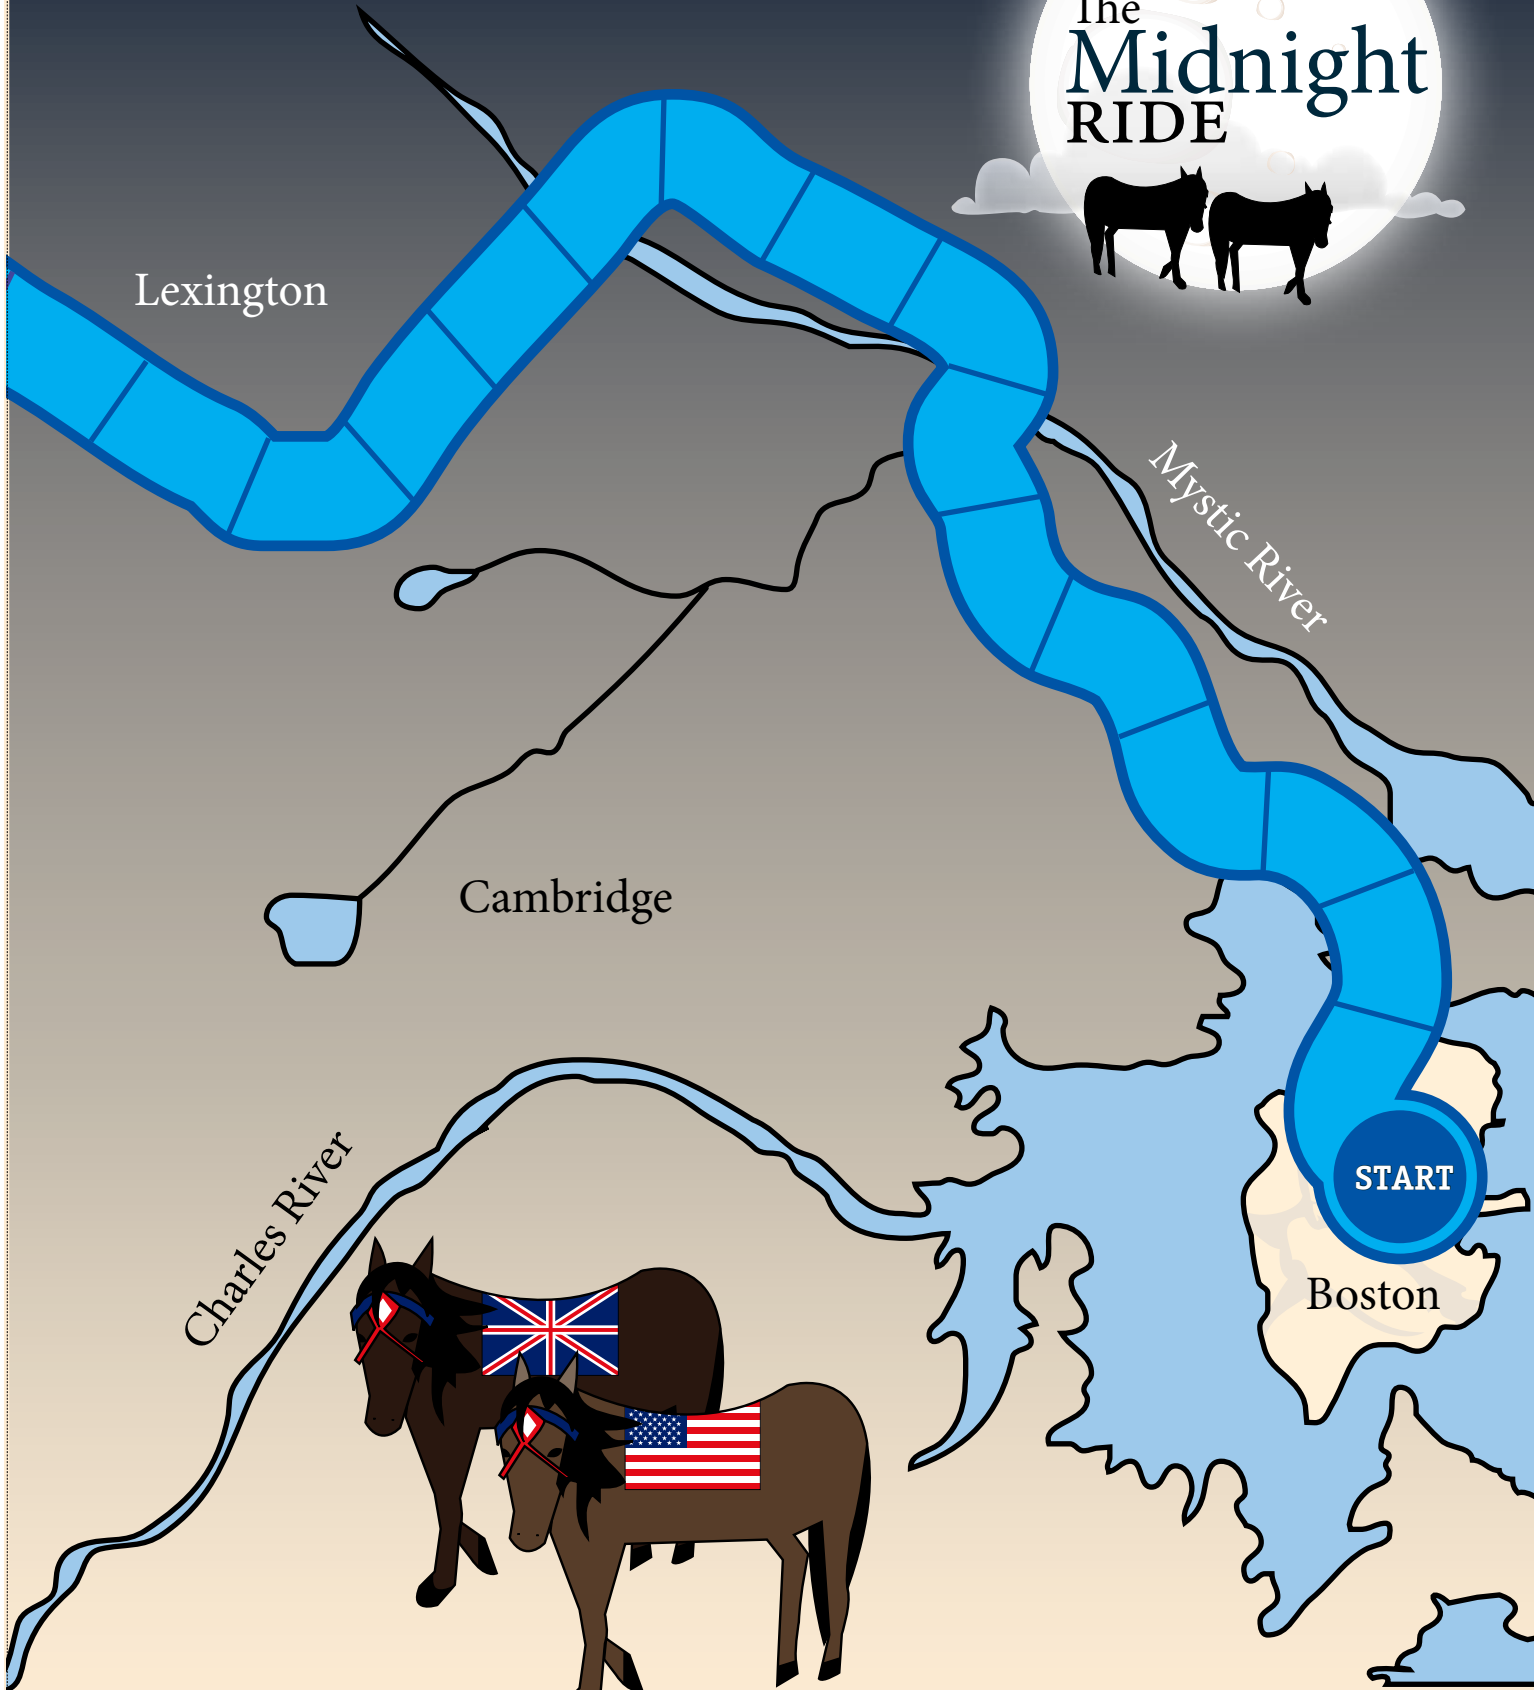 The
Midnight
RIDE
Lexington
Mystic River
Cambridge
Charles River
START
Boston